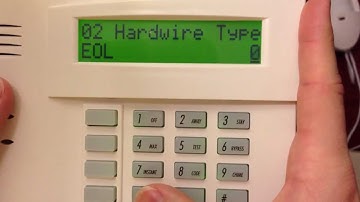 02 Hardwire Type
EOL 0
1 OFF 2 AWAY 3 STAY
4 MAX 5 TEST 6 BYPASS
7 INSTANT 8 CODE 9 CHIME
#